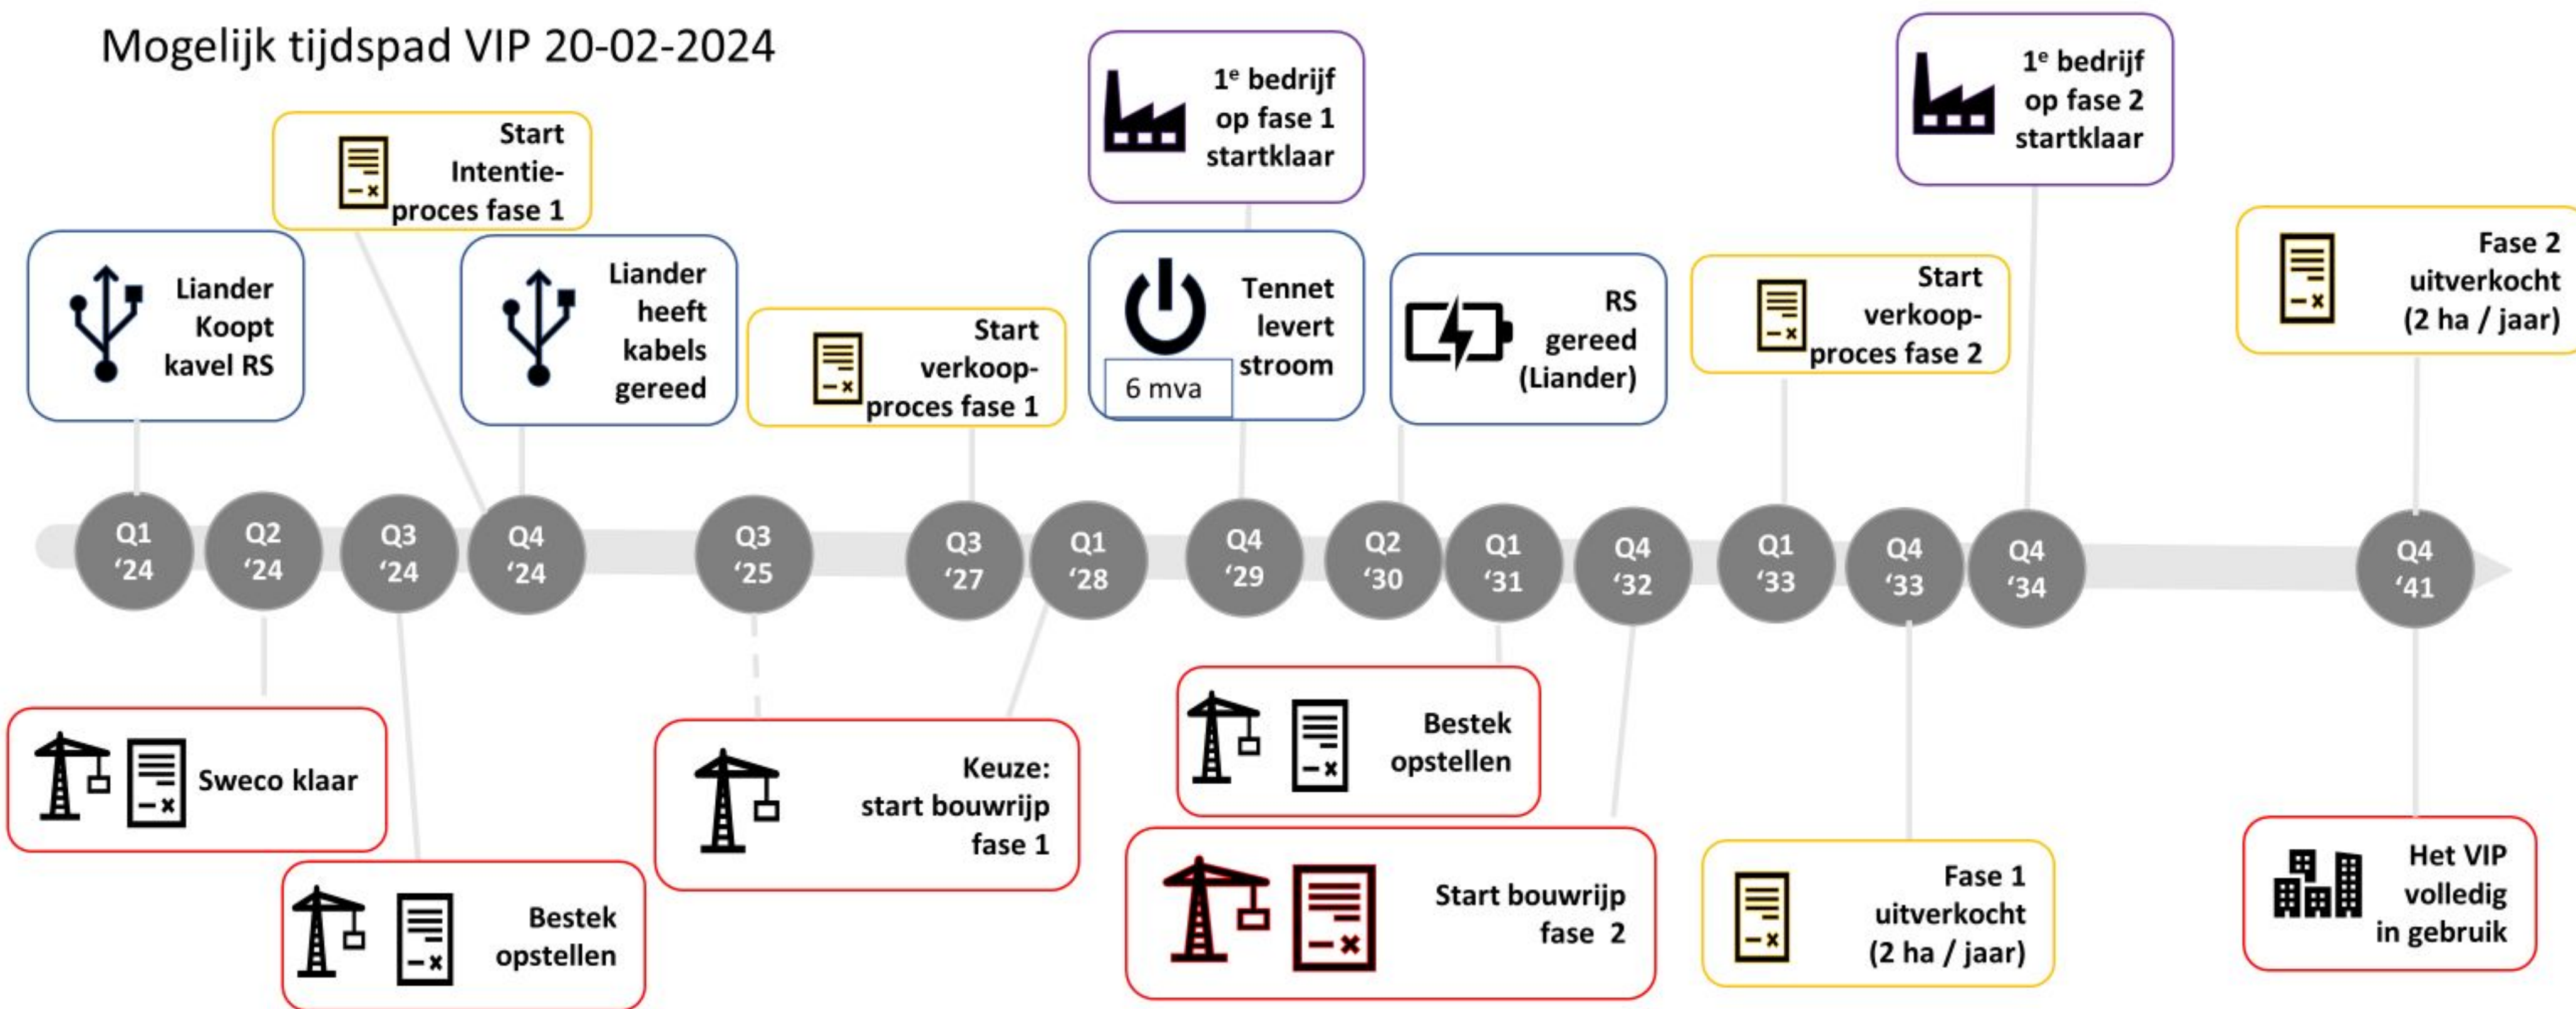 Mogelijk tijdspad VIP 20-02-2024
Liander
Koopt
kavel RS
Start
Intentie-
proces fase 1
Liander
heeft
kabels
gereed
Start
verkoop-
proces fase 1
1e bedrijf
op fase 1
startklaar
Tennet
levert
stroom
6 mva
RS
gereed
(Liander)
Start
verkoop-
proces fase 2
1e bedrijf
op fase 2
startklaar
Fase 2
uitverkocht
(2 ha / jaar)
Q1
‘24
Q2
‘24
Q3
‘24
Q4
‘24
Q3
‘25
Q3
‘27
Q1
‘28
Q4
‘29
Q2
‘30
Q1
‘31
Q4
‘32
Q1
‘33
Q4
‘33
Q4
‘34
Q4
‘41
Sweco klaar
Bestek
opstellen
Keuze:
start bouwrijp
fase 1
Bestek
opstellen
Start bouwrijp
fase 2
Fase 1
uitverkocht
(2 ha / jaar)
Het VIP
volledig
in gebruik